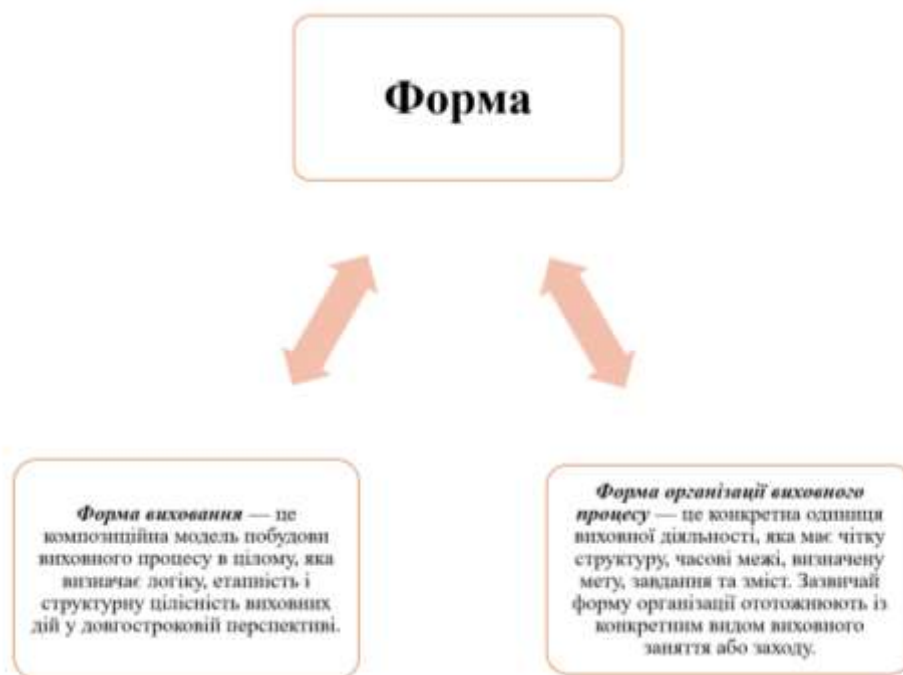 Форма
Форма виховання — це
композиційна модель побудови
виховного процесу в цілому, яка
визначає логіку, етапність і
структурну цілісність виховних
дій у довгостроковій перспективі.
Форма організації виховного
процесу — це конкретна одиниця
виховної діяльності, яка має чітку
структуру, часові межі, визначену
мету, завдання та зміст. Зазвичай
форму організації ототожнюють із
конкретним видом виховного
заняття або заходу.